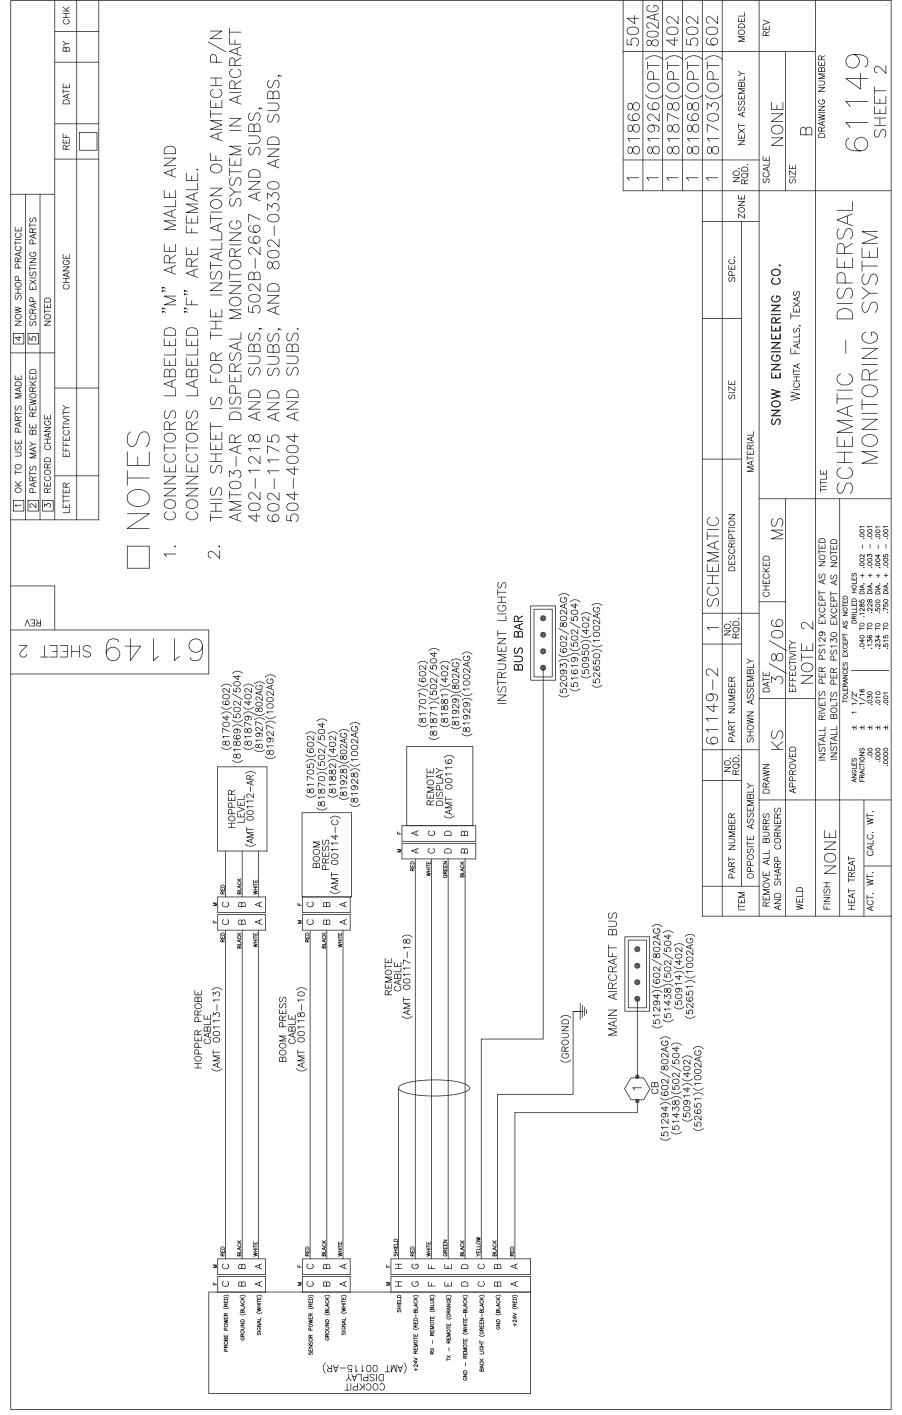 1 OK TO USE PARTS MADE
2 PARTS MAY BE REWORKED
3 RECORD CHANGE
4 NOW SHOP PRACTICE
5 SCRAP EXISTING PARTS
NOTED
LETTER EFFECTIVITY CHANGE REF DATE BY CHK
REV
61149 SHEET 2
NOTES
1. CONNECTORS LABELED "M" ARE MALE AND
CONNECTORS LABELED "F" ARE FEMALE.
2. THIS SHEET IS FOR THE INSTALLATION OF AMTECH P/N
AMT03-AR DISPERSAL MONITORING SYSTEM IN AIRCRAFT
402-1218 AND SUBS, 502B-2667 AND SUBS,
602-1175 AND SUBS, AND 802-0330 AND SUBS,
504-4004 AND SUBS.
COCKPIT
DISPLAY
(AMT 00115-AR)
PROBE POWER (RED)
GROUND (BLACK)
SIGNAL (WHITE)
F M
C C RED
B B BLACK
A A WHITE
HOPPER PROBE
CABLE
(AMT 00113-13)
F M
RED C C RED
BLACK B B BLACK
WHITE A A WHITE
HOPPER
LEVEL
(AMT 00112-AR)
(81704)(602)
(81869)(502/504)
(81879)(402)
(81927)(802AG)
(81927)(1002AG)
SENSOR POWER (RED)
GROUND (BLACK)
SIGNAL (WHITE)
M F
C C RED
B B BLACK
A A WHITE
BOOM PRESS
CABLE
(AMT 00118-10)
M F
RED C C
BLACK B B
WHITE A A
BOOM
PRESS
(AMT 00114-C)
(81705)(602)
(81870)(502/504)
(81882)(402)
(81928)(802AG)
(81928)(1002AG)
SHIELD
+24V REMOTE (RED-BLACK)
RX - REMOTE (BLUE)
TX - REMOTE (ORANGE)
GND - REMOTE (WHITE-BLACK)
BACK LIGHT (GREEN-BLACK)
GND (BLACK)
+24V (RED)
M F
H H SHIELD
G G RED
F F WHITE
E E GREEN
D D BLACK
C C YELLOW
B B BLACK
A A RED
REMOTE
CABLE
(AMT 00117-18)
M F
RED A A
WHITE C C
GREEN D D
BLACK B B
REMOTE
DISPLAY
(AMT 00116)
(81707)(602)
(81871)(502/504)
(81881)(402)
(81929)(802AG)
(81929)(1002AG)
INSTRUMENT LIGHTS
BUS BAR
(52093)(602/802AG)
(51619)(502/504)
(50950)(402)
(52650)(1002AG)
(GROUND)
MAIN AIRCRAFT BUS
(51294)(602/802AG)
(51438)(502/504)
(50914)(402)
(52651)(1002AG)
1
CB
(51294)(602/802AG)
(51438)(502/504)
(50914)(402)
(52651)(1002AG)
1 81868 504
1 81926(OPT) 802AG
1 81878(OPT) 402
1 81868(OPT) 502
1 81703(OPT) 602
NO. RQD. NEXT ASSEMBLY MODEL
61149-2 1 SCHEMATIC
ITEM PART NUMBER NO. RQD. PART NUMBER NO. RQD. DESCRIPTION SIZE SPEC. ZONE
OPPOSITE ASSEMBLY SHOWN ASSEMBLY MATERIAL
REMOVE ALL BURRS
AND SHARP CORNERS
DRAWN KS
DATE 3/8/06
CHECKED MS
WELD
APPROVED
EFFECTIVITY
NOTE 2
SNOW ENGINEERING CO.
WICHITA FALLS, TEXAS
SCALE NONE
REV
SIZE B
FINISH NONE
HEAT TREAT
ACT. WT. CALC. WT.
INSTALL RIVETS PER PS129 EXCEPT AS NOTED
INSTALL BOLTS PER PS130 EXCEPT AS NOTED
TOLERANCES EXCEPT AS NOTED
ANGLES ± 1 1/2° DRILLED HOLES
FRACTIONS ± 1/16 .040 TO .1285 DIA. + .002 - .001
.00 ± .030 .136 TO .228 DIA. + .003 - .001
.000 ± .010 .234 TO .500 DIA. + .004 - .001
.0000 ± .001 .515 TO .750 DIA. + .005 - .001
TITLE
SCHEMATIC - DISPERSAL
MONITORING SYSTEM
DRAWING NUMBER
61149
SHEET 2